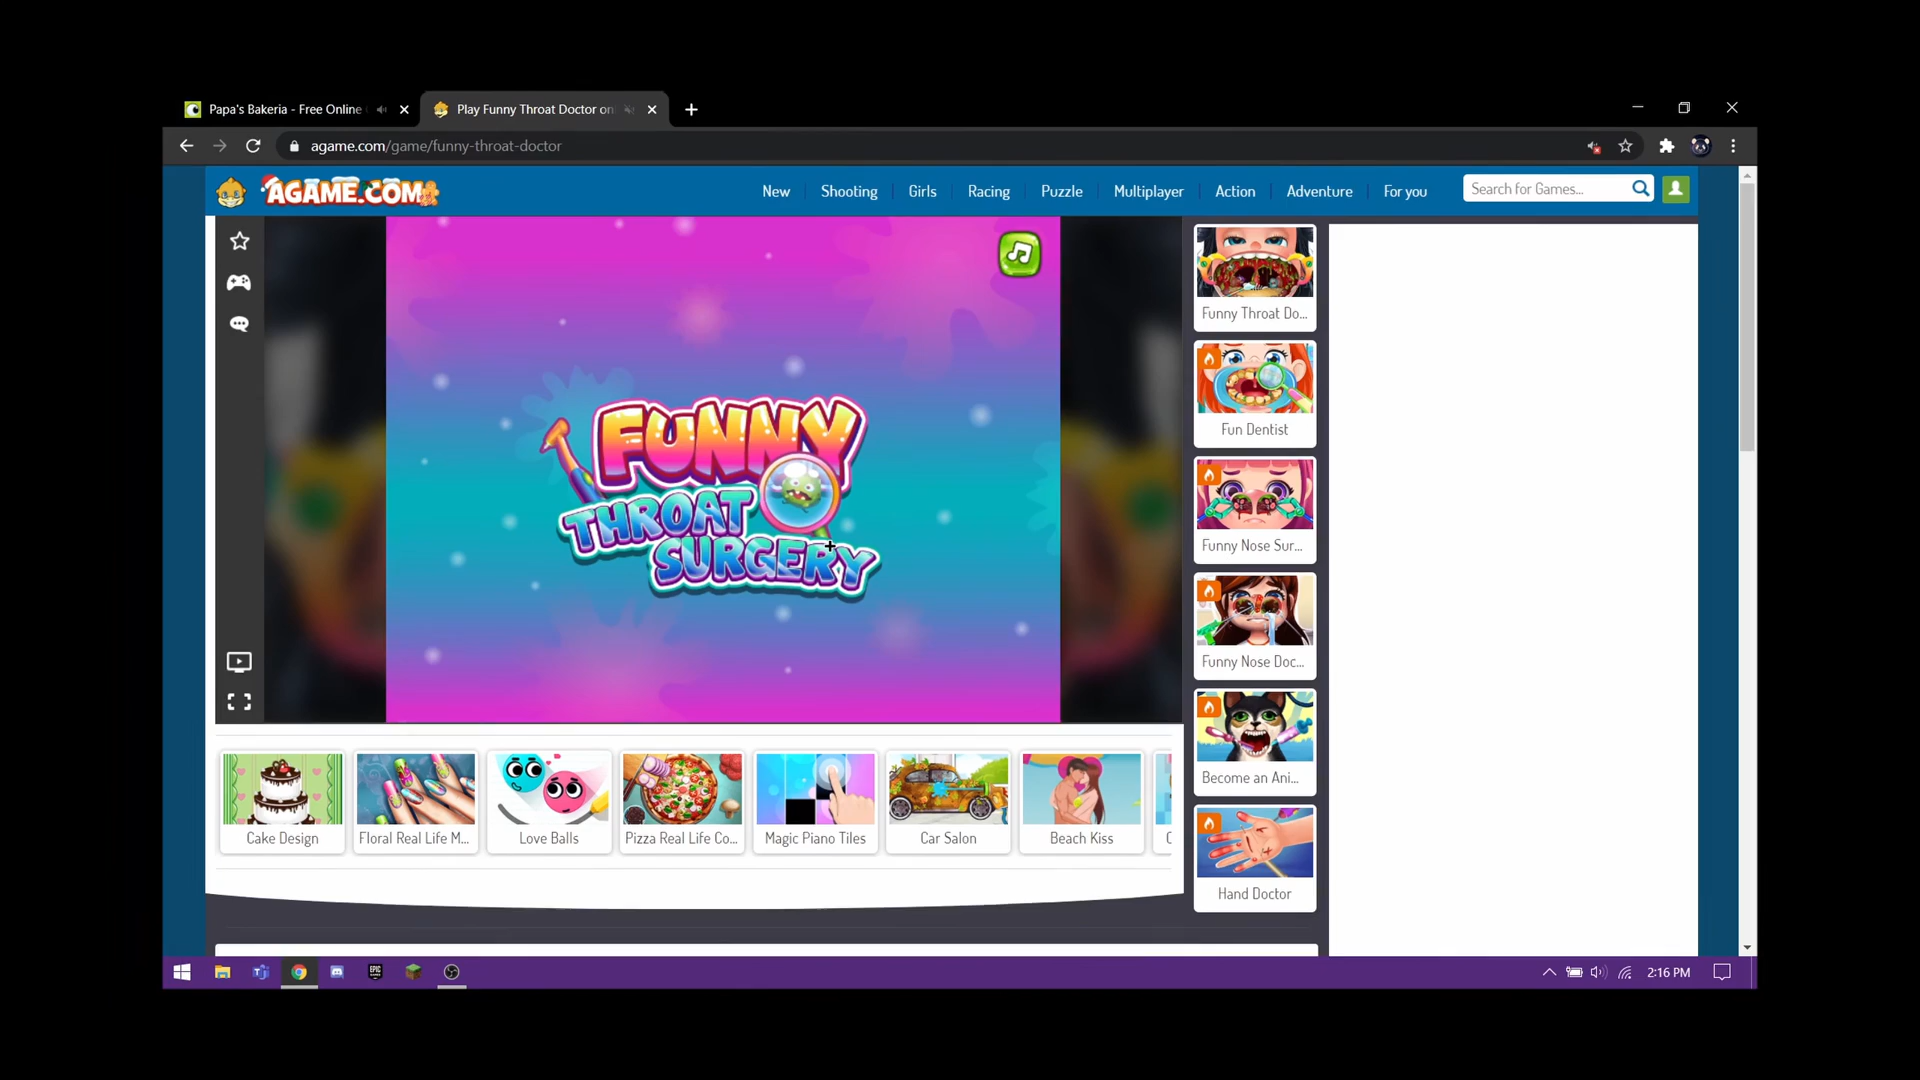 Papa's Bakeria - Free Online
Play Funny Throat Doctor on
agame.com/game/funny-throat-doctor
AGAME.COM
New
Shooting
Girls
Racing
Puzzle
Multiplayer
Action
Adventure
For you
Search for Games...
FUNNY
THROAT
SURGERY
Funny Throat Do...
Fun Dentist
Funny Nose Sur...
Funny Nose Doc...
Become an Ani...
Hand Doctor
Cake Design
Floral Real Life M...
Love Balls
Pizza Real Life Co...
Magic Piano Tiles
Car Salon
Beach Kiss
EPIC
2:16 PM